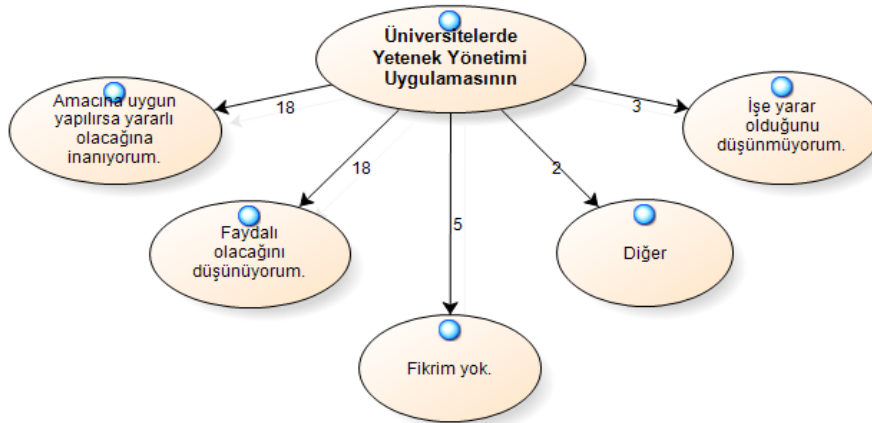 Üniversitelerde
Yetenek Yönetimi
Uygulamasının
Amacına uygun
yapılırsa yararlı
olacağına
inanıyorum.
18
3
İşe yarar
olduğunu
düşünmüyorum.
18
2
Faydalı
olacağını
düşünüyorum.
5
Diğer
Fikrim yok.